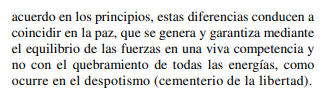 acuerdo en los principios, estas diferencias conducen a
coincidir en la paz, que se genera y garantiza mediante
el equilibrio de las fuerzas en una viva competencia y
no con el quebramiento de todas las energías, como
ocurre en el despotismo (cementerio de la libertad).